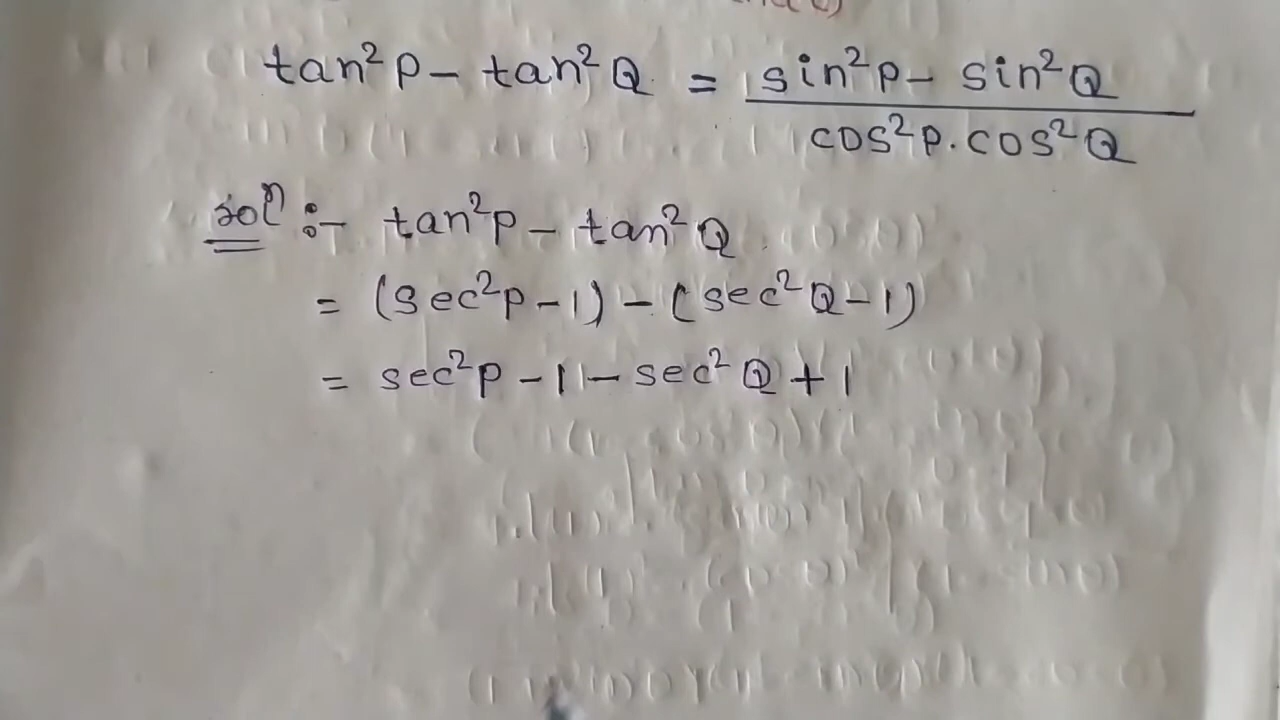 tan²P - tan²Q = sin²P - sin²Q / cos²P . cos²Q
sol :- tan²P - tan²Q
= (sec²P - 1) - (sec²Q - 1)
= sec²P - 1 - sec²Q + 1